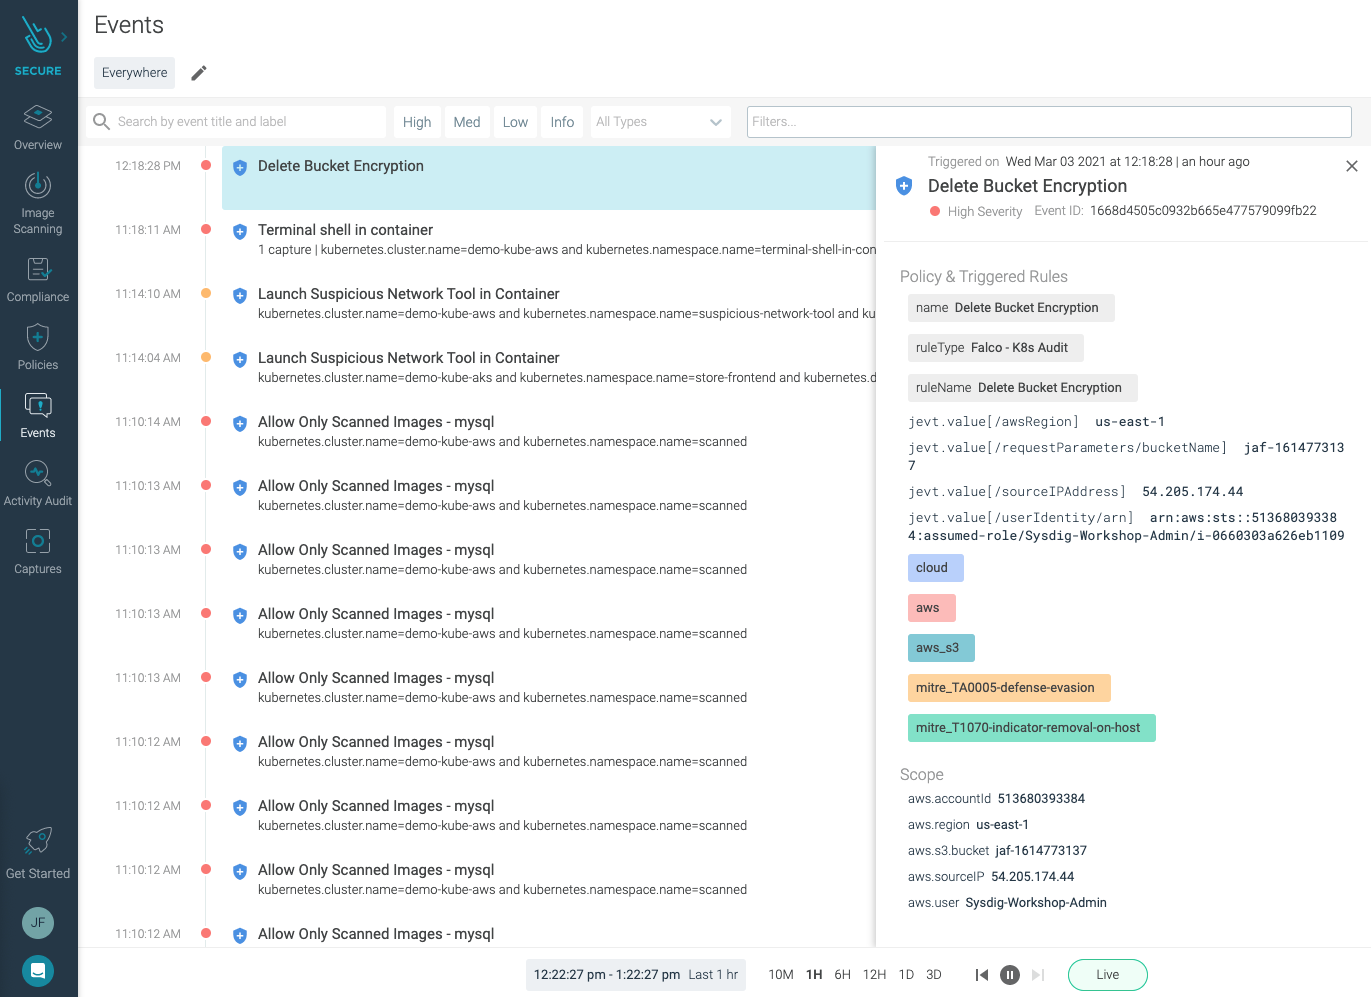 SECURE
Overview
Image
Scanning
Compliance
Policies
Events
Activity Audit
Captures
Get Started
JF
Events
Everywhere
Search by event title and label
High
Med
Low
Info
All Types
Filters...
12:18:28 PM
Delete Bucket Encryption
11:18:11 AM
Terminal shell in container
1 capture | kubernetes.cluster.name=demo-kube-aws and kubernetes.namespace.name=terminal-shell-in-con
11:14:10 AM
Launch Suspicious Network Tool in Container
kubernetes.cluster.name=demo-kube-aws and kubernetes.namespace.name=suspicious-network-tool and ku
11:14:04 AM
Launch Suspicious Network Tool in Container
kubernetes.cluster.name=demo-kube-aks and kubernetes.namespace.name=store-frontend and kubernetes.d
11:10:14 AM
Allow Only Scanned Images - mysql
kubernetes.cluster.name=demo-kube-aws and kubernetes.namespace.name=scanned
11:10:13 AM
Allow Only Scanned Images - mysql
kubernetes.cluster.name=demo-kube-aws and kubernetes.namespace.name=scanned
11:10:13 AM
Allow Only Scanned Images - mysql
kubernetes.cluster.name=demo-kube-aws and kubernetes.namespace.name=scanned
11:10:13 AM
Allow Only Scanned Images - mysql
kubernetes.cluster.name=demo-kube-aws and kubernetes.namespace.name=scanned
11:10:13 AM
Allow Only Scanned Images - mysql
kubernetes.cluster.name=demo-kube-aws and kubernetes.namespace.name=scanned
11:10:12 AM
Allow Only Scanned Images - mysql
kubernetes.cluster.name=demo-kube-aws and kubernetes.namespace.name=scanned
11:10:12 AM
Allow Only Scanned Images - mysql
kubernetes.cluster.name=demo-kube-aws and kubernetes.namespace.name=scanned
11:10:12 AM
Allow Only Scanned Images - mysql
kubernetes.cluster.name=demo-kube-aws and kubernetes.namespace.name=scanned
11:10:12 AM
Allow Only Scanned Images - mysql
Triggered on Wed Mar 03 2021 at 12:18:28 | an hour ago
Delete Bucket Encryption
High Severity Event ID: 1668d4505c0932b665e477579099fb22
Policy & Triggered Rules
name Delete Bucket Encryption
ruleType Falco - K8s Audit
ruleName Delete Bucket Encryption
jevt.value[/awsRegion] us-east-1
jevt.value[/requestParameters/bucketName] jaf-161477313
7
jevt.value[/sourceIPAddress] 54.205.174.44
jevt.value[/userIdentity/arn] arn:aws:sts::51368039338
4:assumed-role/Sysdig-Workshop-Admin/i-0660303a626eb1109
cloud
aws
aws_s3
mitre_TA0005-defense-evasion
mitre_T1070-indicator-removal-on-host
Scope
aws.accountId 513680393384
aws.region us-east-1
aws.s3.bucket jaf-1614773137
aws.sourceIP 54.205.174.44
aws.user Sysdig-Workshop-Admin
12:22:27 pm - 1:22:27 pm Last 1 hr
10M 1H 6H 12H 1D 3D
Live